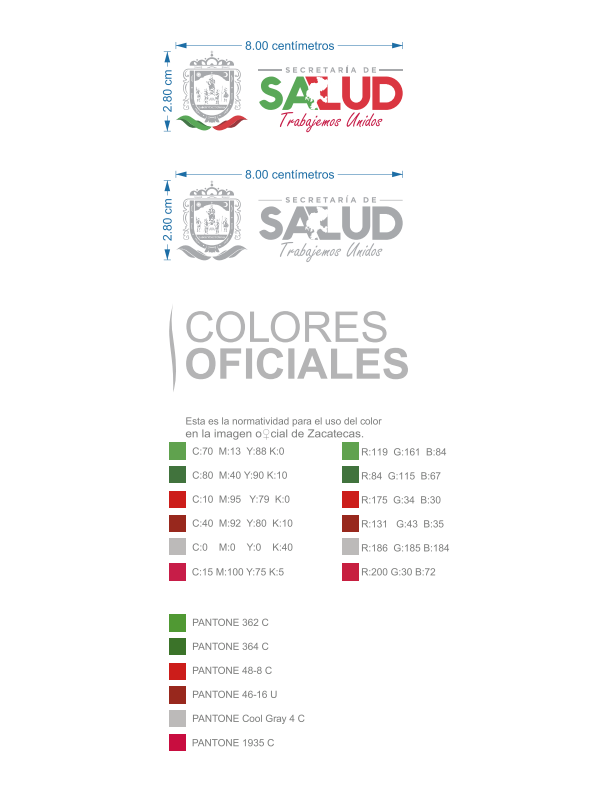 8.00 centímetros
2.80 cm
SECRETARÍA DE
SALUD
Trabajemos Unidos
8.00 centímetros
2.80 cm
SECRETARÍA DE
SALUD
Trabajemos Unidos
COLORES
OFICIALES
Esta es la normatividad para el uso del color
en la imagen o♀cial de Zacatecas.
C:70 M:13 Y:88 K:0 R:119 G:161 B:84
C:80 M:40 Y:90 K:10 R:84 G:115 B:67
C:10 M:95 Y:79 K:0 R:175 G:34 B:30
C:40 M:92 Y:80 K:10 R:131 G:43 B:35
C:0 M:0 Y:0 K:40 R:186 G:185 B:184
C:15 M:100 Y:75 K:5 R:200 G:30 B:72
PANTONE 362 C
PANTONE 364 C
PANTONE 48-8 C
PANTONE 46-16 U
PANTONE Cool Gray 4 C
PANTONE 1935 C